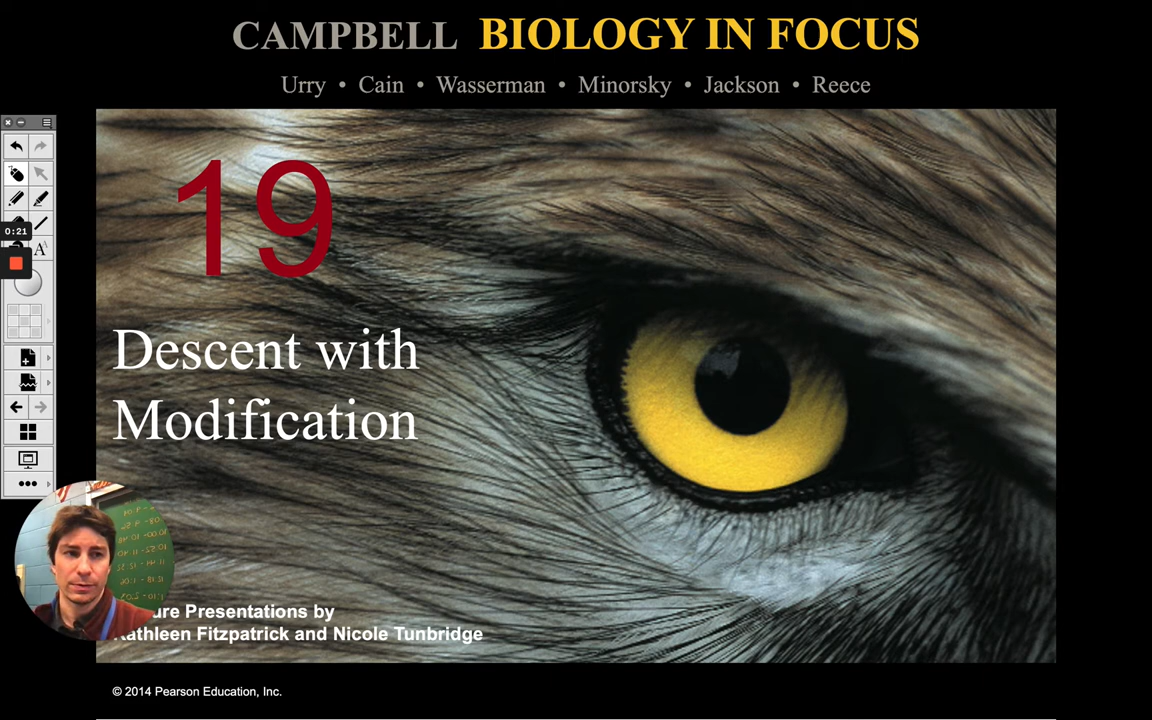 CAMPBELL BIOLOGY IN FOCUS
Urry • Cain • Wasserman • Minorsky • Jackson • Reece
19
0:21
A
Descent with
Modification
ure Presentations by
Kathleen Fitzpatrick and Nicole Tunbridge
© 2014 Pearson Education, Inc.